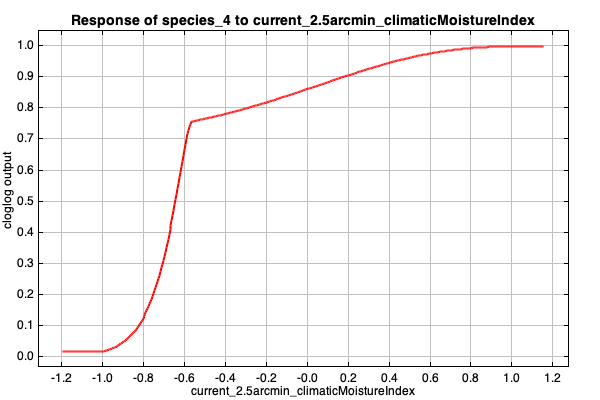 Response of species_4 to current_2.5arcmin_climaticMoistureIndex
1.0
0.9
0.8
0.7
0.6
0.5
0.4
0.3
0.2
0.1
0.0
cloglog output
-1.2 -1.0 -0.8 -0.6 -0.4 -0.2 0.0 0.2 0.4 0.6 0.8 1.0 1.2
current_2.5arcmin_climaticMoistureIndex